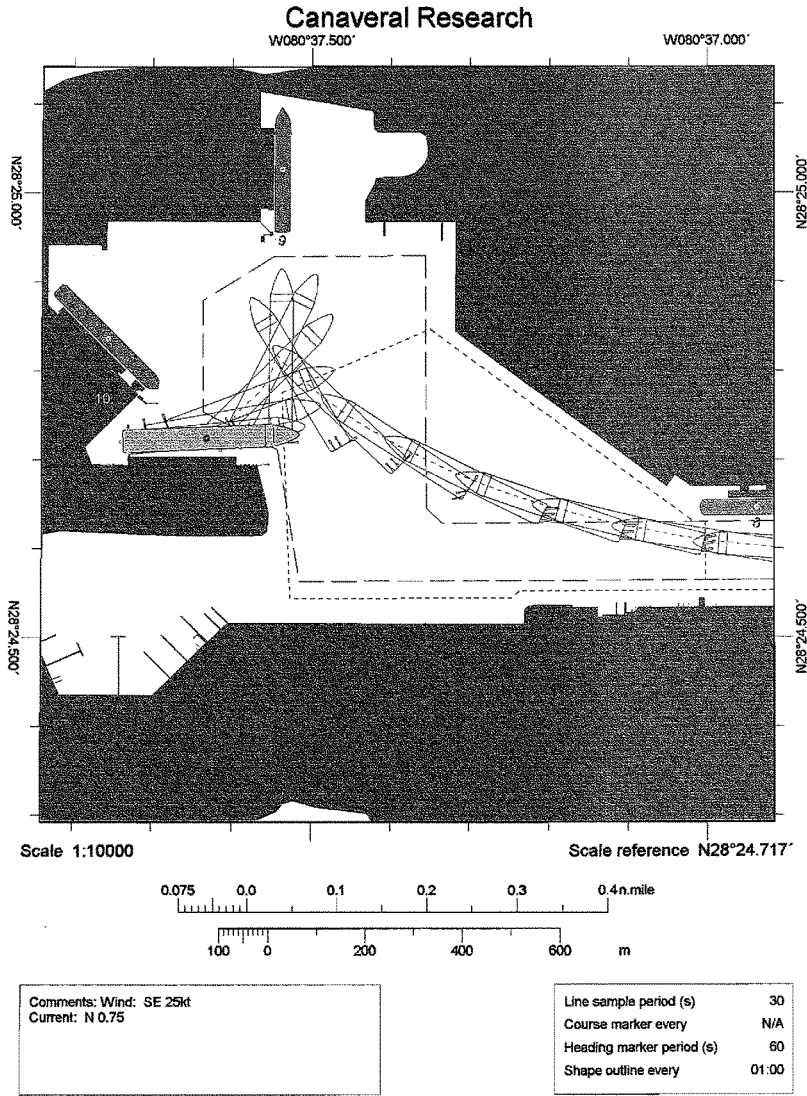 Canaveral Research
W080°37.500´
W080°37.000´
N28°25.000´
N28°25.000´
9
10
8
N28°24.500´
N28°24.500´
Scale 1:10000
Scale reference N28°24.717´
0.075 0.0 0.1 0.2 0.3 0.4 n.mile
100 0 200 400 600 m
Comments: Wind: SE 25kt
Current: N 0.75
Line sample period (s) 30
Course marker every N/A
Heading marker period (s) 60
Shape outline every 01:00